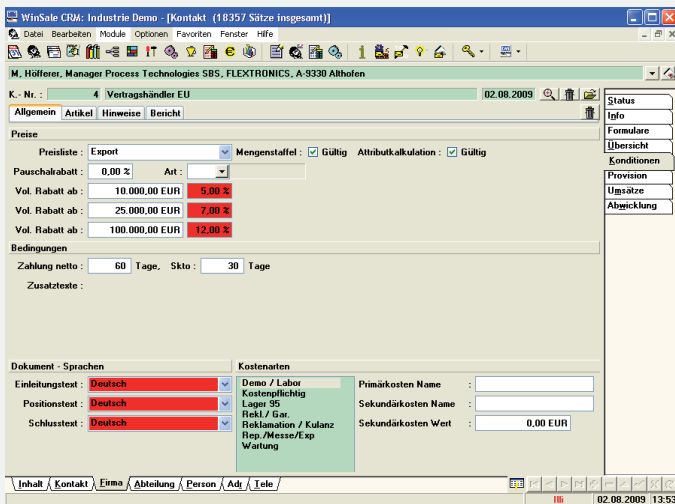 WinSale CRM: Industrie Demo - [Kontakt (18357 Sätze insgesamt)]
Datei Bearbeiten Module Optionen Favoriten Fenster Hilfe
M, Höfferer, Manager Process Technologies SBS, FLEXTRONICS, A-9330 Althofen
K.- Nr. : 4 Vertragshändler EU 02.08.2009
Allgemein Artikel Hinweise Bericht
Preise
Preisliste : Export Mengenstaffel : Gültig Attributkalkulation : Gültig
Pauschalrabatt : 0,00 % Art :
Vol. Rabatt ab : 10.000,00 EUR 5,00 %
Vol. Rabatt ab : 25.000,00 EUR 7,00 %
Vol. Rabatt ab : 100.000,00 EUR 12,00 %
Bedingungen
Zahlung netto : 60 Tage, Skto : 30 Tage
Zusatztexte :
Status
Info
Formulare
Übersicht
Konditionen
Provision
Umsätze
Abwicklung
Dokument - Sprachen
Einleitungstext : Deutsch
Positionstext : Deutsch
Schlusstext : Deutsch
Kostenarten
Demo / Labor
Kostenpflichtig
Lager 95
Rekl./ Gar.
Reklamation / Kulanz
Rep./Messe/Exp
Wartung
Primärkosten Name :
Sekundärkosten Name :
Sekundärkosten Wert : 0,00 EUR
Inhalt Kontakt Firma Abteilung Person Adr Tele
Illi 02.08.2009 13:53